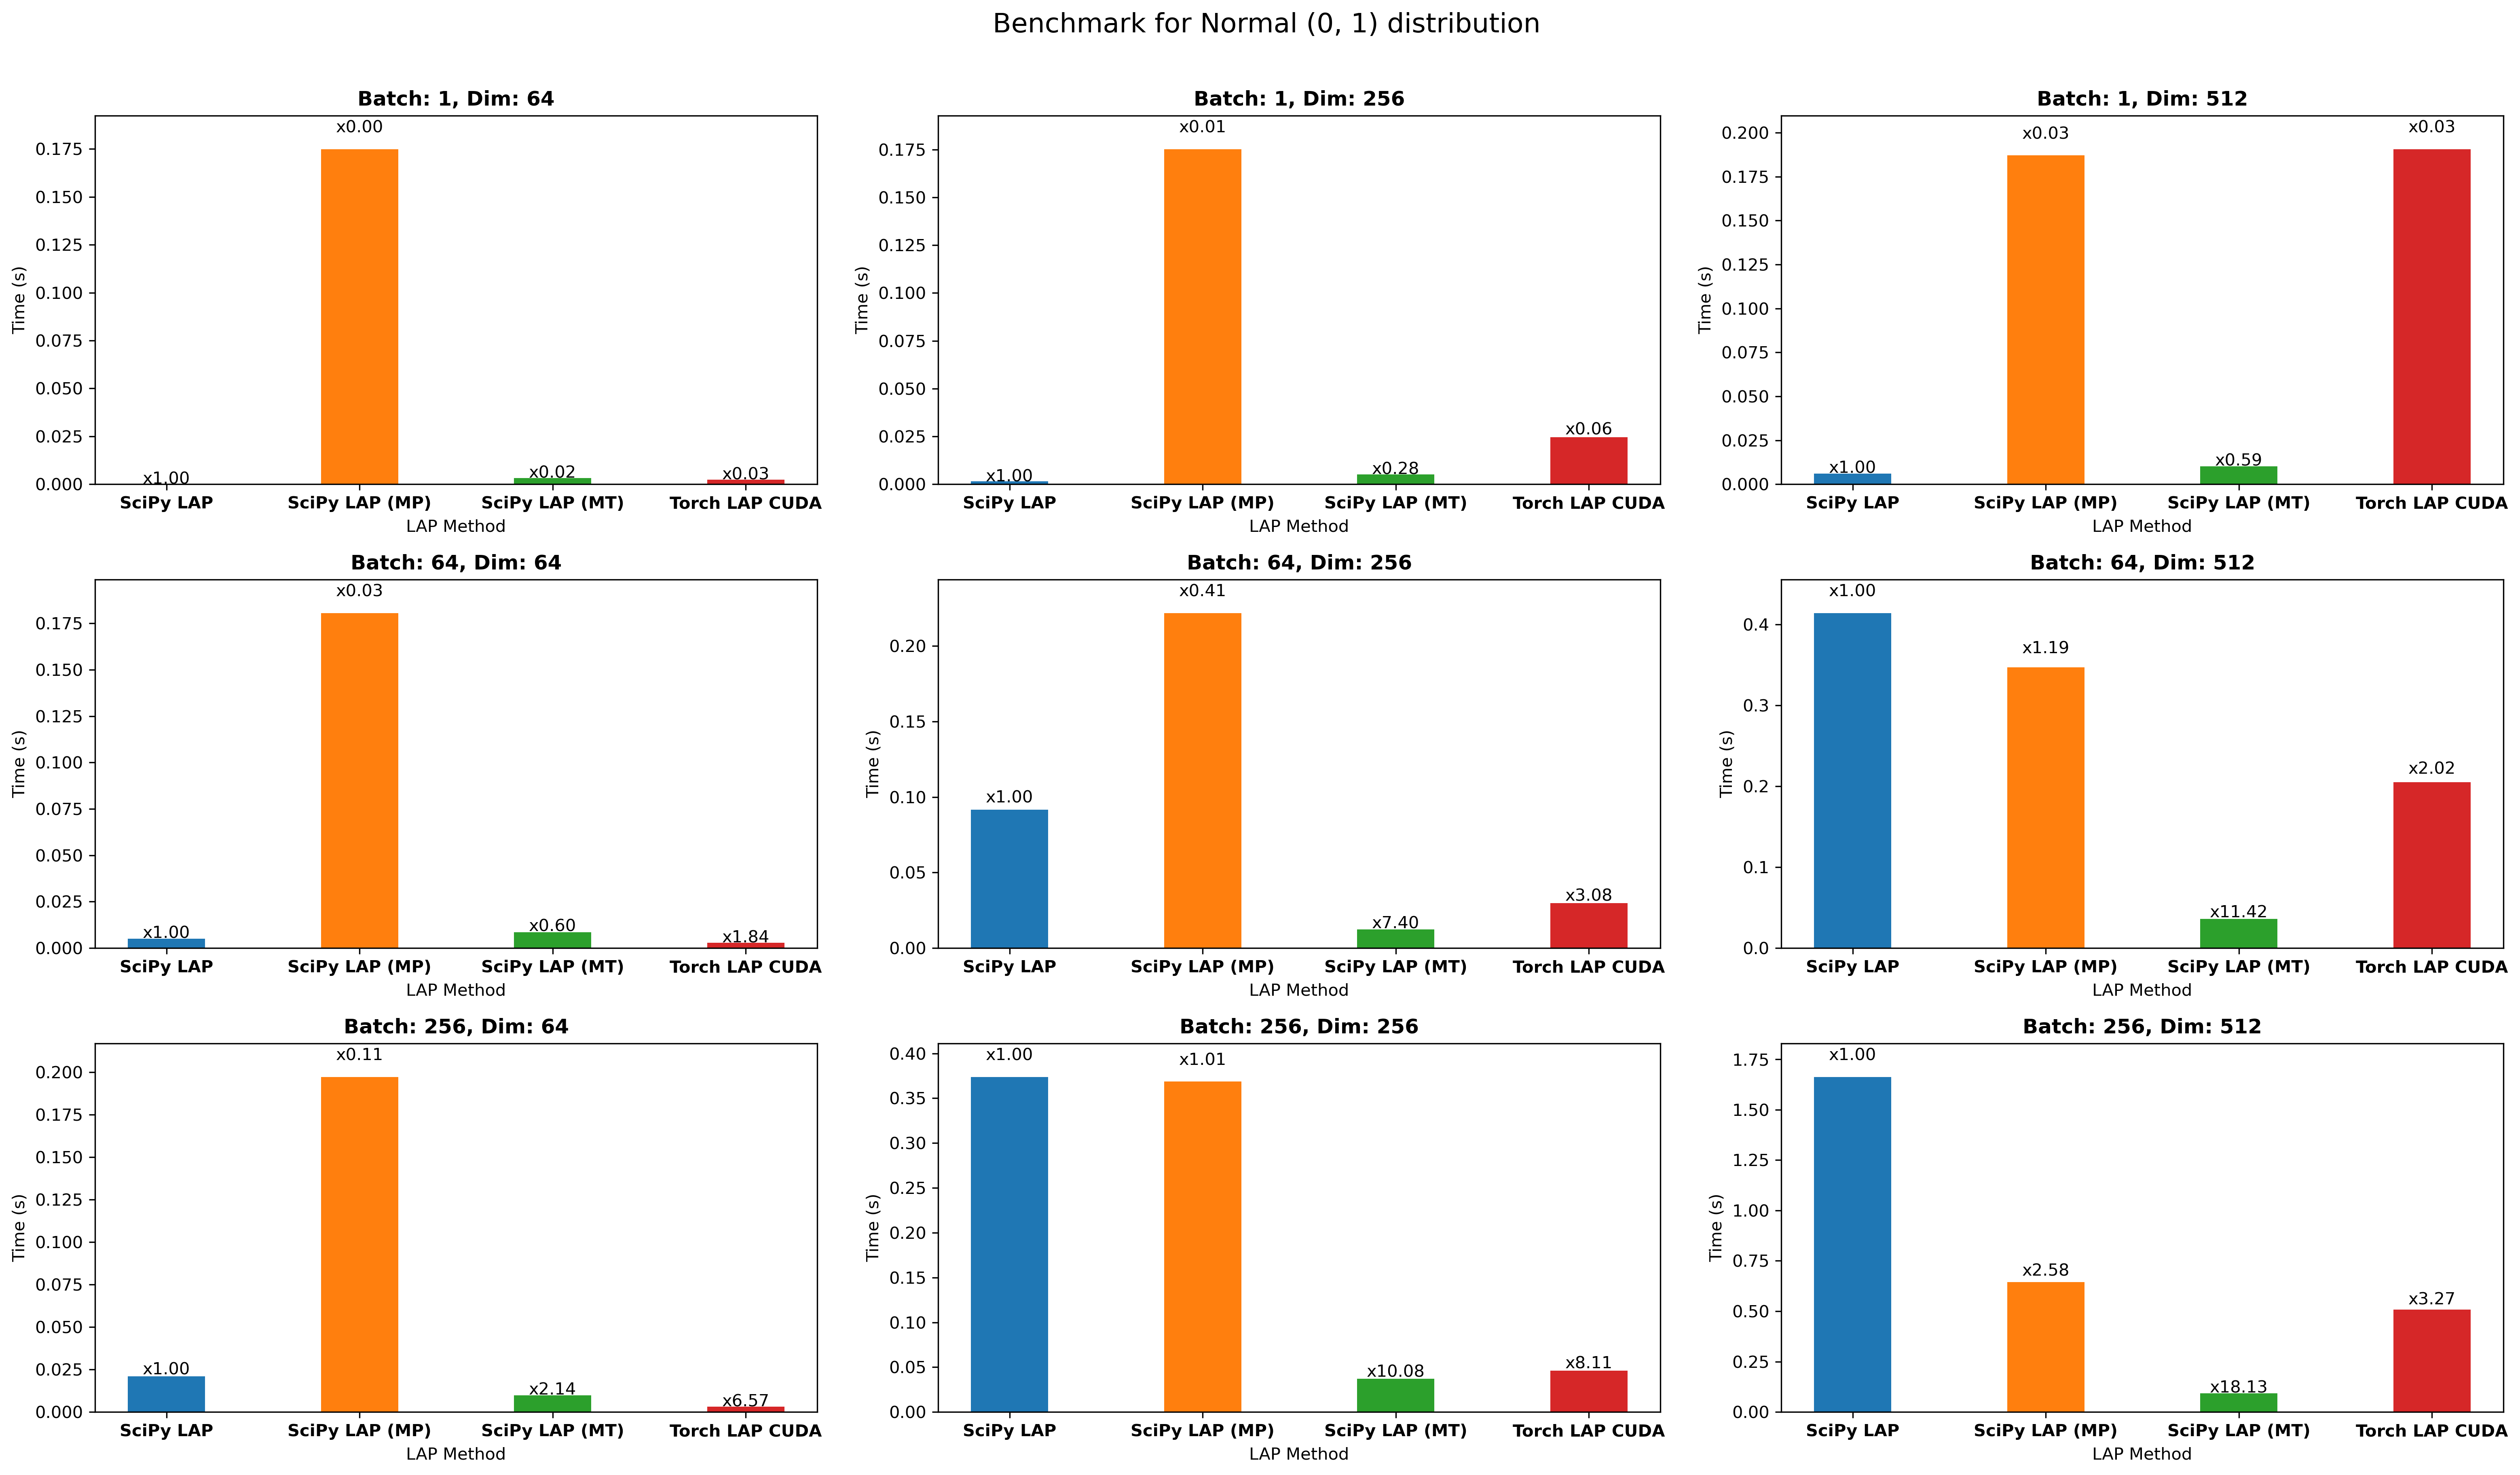 Benchmark for Normal (0, 1) distribution
Batch: 1, Dim: 64
Time (s)
0.175
0.150
0.125
0.100
0.075
0.050
0.025
0.000
x1.00
x0.00
x0.02
x0.03
SciPy LAP
SciPy LAP (MP)
SciPy LAP (MT)
Torch LAP CUDA
LAP Method
Batch: 1, Dim: 256
Time (s)
0.175
0.150
0.125
0.100
0.075
0.050
0.025
0.000
x1.00
x0.01
x0.28
x0.06
SciPy LAP
SciPy LAP (MP)
SciPy LAP (MT)
Torch LAP CUDA
LAP Method
Batch: 1, Dim: 512
Time (s)
0.200
0.175
0.150
0.125
0.100
0.075
0.050
0.025
0.000
x1.00
x0.03
x0.59
x0.03
SciPy LAP
SciPy LAP (MP)
SciPy LAP (MT)
Torch LAP CUDA
LAP Method
Batch: 64, Dim: 64
Time (s)
0.175
0.150
0.125
0.100
0.075
0.050
0.025
0.000
x1.00
x0.03
x0.60
x1.84
SciPy LAP
SciPy LAP (MP)
SciPy LAP (MT)
Torch LAP CUDA
LAP Method
Batch: 64, Dim: 256
Time (s)
0.20
0.15
0.10
0.05
0.00
x1.00
x0.41
x7.40
x3.08
SciPy LAP
SciPy LAP (MP)
SciPy LAP (MT)
Torch LAP CUDA
LAP Method
Batch: 64, Dim: 512
Time (s)
0.4
0.3
0.2
0.1
0.0
x1.00
x1.19
x11.42
x2.02
SciPy LAP
SciPy LAP (MP)
SciPy LAP (MT)
Torch LAP CUDA
LAP Method
Batch: 256, Dim: 64
Time (s)
0.200
0.175
0.150
0.125
0.100
0.075
0.050
0.025
0.000
x1.00
x0.11
x2.14
x6.57
SciPy LAP
SciPy LAP (MP)
SciPy LAP (MT)
Torch LAP CUDA
LAP Method
Batch: 256, Dim: 256
Time (s)
0.40
0.35
0.30
0.25
0.20
0.15
0.10
0.05
0.00
x1.00
x1.01
x10.08
x8.11
SciPy LAP
SciPy LAP (MP)
SciPy LAP (MT)
Torch LAP CUDA
LAP Method
Batch: 256, Dim: 512
Time (s)
1.75
1.50
1.25
1.00
0.75
0.50
0.25
0.00
x1.00
x2.58
x18.13
x3.27
SciPy LAP
SciPy LAP (MP)
SciPy LAP (MT)
Torch LAP CUDA
LAP Method